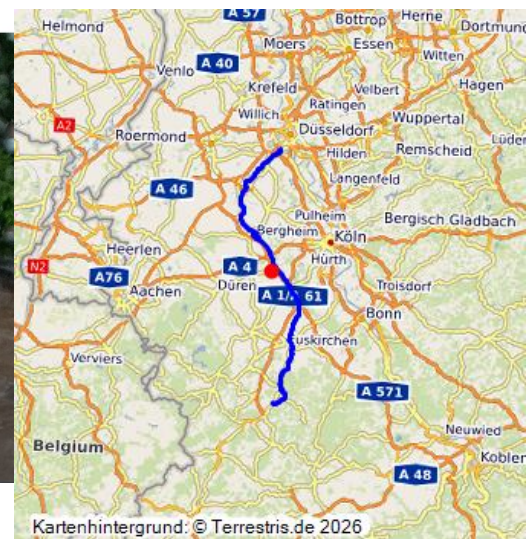 A 57
Bottrop
Herne
Dortmund
Helmond
Essen
Moers
Witten
Venlo
A 40
Krefeld
Velbert
Hagen
Ratingen
Willich
A2
Düsseldorf
Wuppertal
Roermond
Hilden
Remscheid
Langenfeld
A 46
Pulheim
Bergisch Gladbach
Bergheim
Köln
Heerlen
Hürth
N2
A76
A 4
Düren
Troisdorf
Aachen
A 1/A 61
Bonn
Verviers
uskirchen
A 571
Neuwied
Belgium
Koblen
A 48
Kartenhintergrund: © Terrestris.de 2026